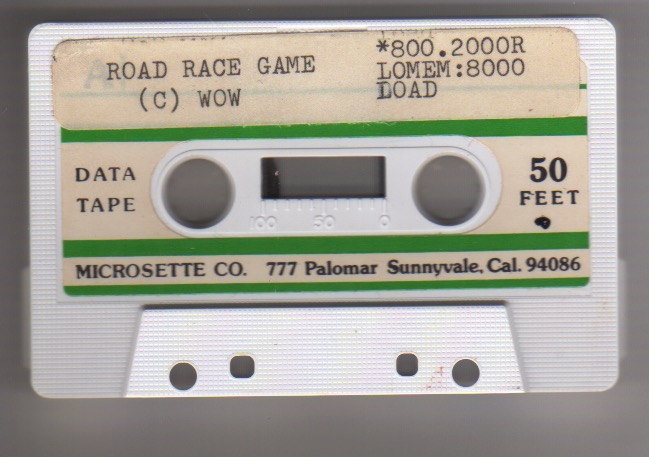 ROAD RACE GAME
(C) WOW
*800.2000R
LOMEM:8000
LOAD
DATA
TAPE
100 50 0
50
FEET
MICROSETTE CO. 777 Palomar Sunnyvale, Cal. 94086